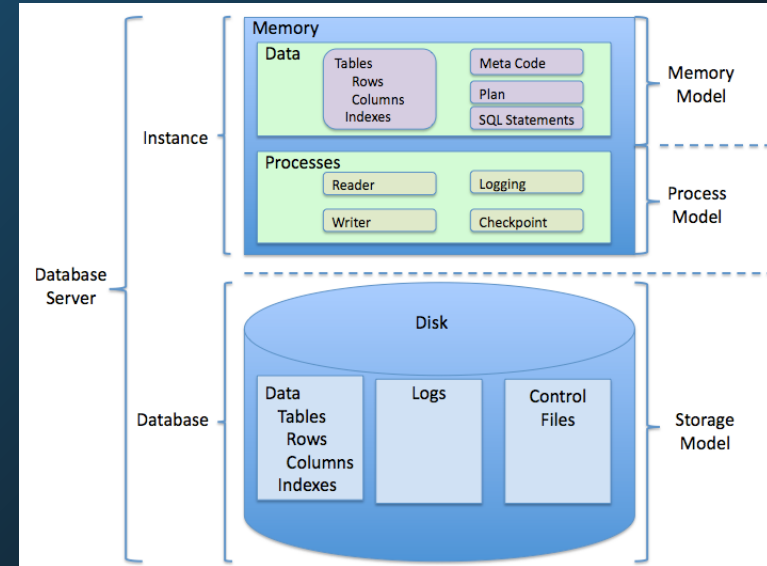 Memory
Data
Tables
Rows
Columns
Indexes
Meta Code
Plan
SQL Statements
Memory
Model
Instance
Processes
Reader
Logging
Writer
Checkpoint
Process
Model
Database
Server
Disk
Database
Data
Tables
Rows
Columns
Indexes
Logs
Control
Files
Storage
Model